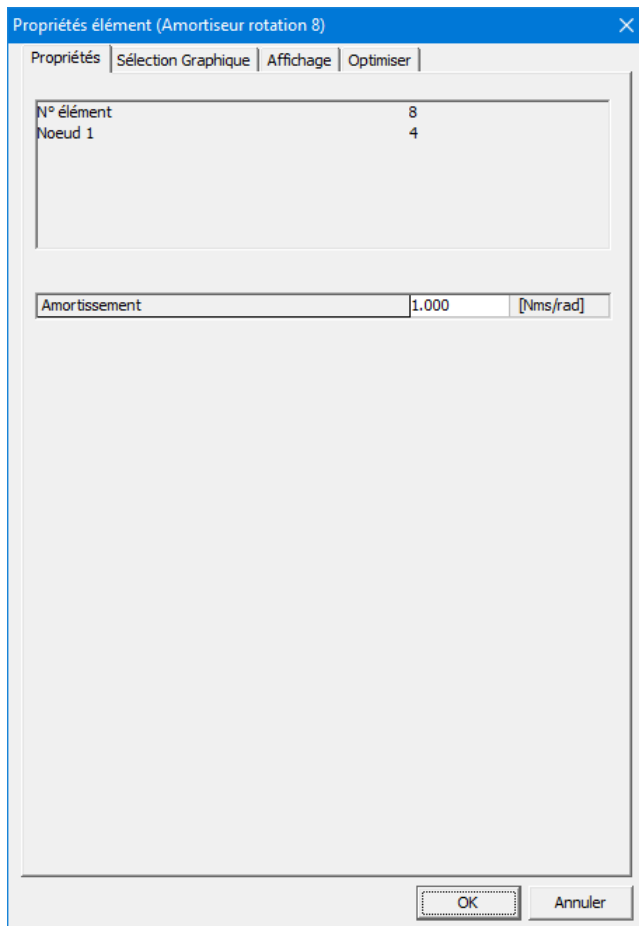 Propriétés élément (Amortiseur rotation 8)
Propriétés Sélection Graphique Affichage Optimiser
N° élément 8
Noeud 1 4
Amortissement 1.000 [Nms/rad]
OK Annuler